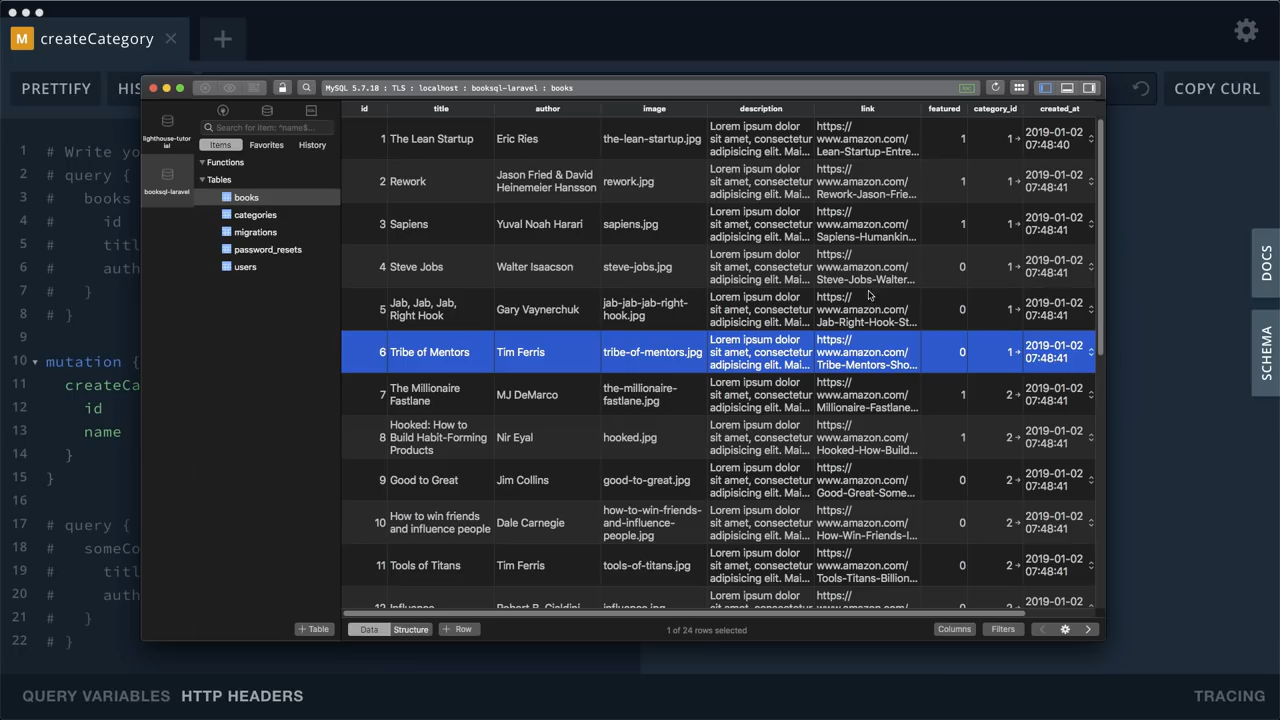 M createCategory
PRETTIFY
HIS
COPY CURL
MySQL 5.7.18 : TLS : localhost : booksql-laravel : books
lighthouse-tutor
ial
booksql-laravel
Search for item: ^name$...
Items Favorites History
Functions
Tables
books
categories
migrations
password_resets
users
id title author image description link featured category_id created_at
1 The Lean Startup Eric Ries the-lean-startup.jpg Lorem ipsum dolor sit amet, consectetur adipisicing elit. Mai... https://www.amazon.com/Lean-Startup-Entre... 1 1 2019-01-02 07:48:40
2 Rework Jason Fried & David Heinemeier Hansson rework.jpg Lorem ipsum dolor sit amet, consectetur adipisicing elit. Mai... https://www.amazon.com/Rework-Jason-Frie... 1 1 2019-01-02 07:48:41
3 Sapiens Yuval Noah Harari sapiens.jpg Lorem ipsum dolor sit amet, consectetur adipisicing elit. Mai... https://www.amazon.com/Sapiens-Humankin... 1 1 2019-01-02 07:48:41
4 Steve Jobs Walter Isaacson steve-jobs.jpg Lorem ipsum dolor sit amet, consectetur adipisicing elit. Mai... https://www.amazon.com/Steve-Jobs-Walter... 0 1 2019-01-02 07:48:41
5 Jab, Jab, Jab, Right Hook Gary Vaynerchuk jab-jab-jab-right-hook.jpg Lorem ipsum dolor sit amet, consectetur adipisicing elit. Mai... https://www.amazon.com/Jab-Right-Hook-St... 0 1 2019-01-02 07:48:41
6 Tribe of Mentors Tim Ferris tribe-of-mentors.jpg Lorem ipsum dolor sit amet, consectetur adipisicing elit. Mai... https://www.amazon.com/Tribe-Mentors-Sho... 0 1 2019-01-02 07:48:41
7 The Millionaire Fastlane MJ DeMarco the-millionaire-fastlane.jpg Lorem ipsum dolor sit amet, consectetur adipisicing elit. Mai... https://www.amazon.com/Millionaire-Fastlane... 1 2 2019-01-02 07:48:41
8 Hooked: How to Build Habit-Forming Products Nir Eyal hooked.jpg Lorem ipsum dolor sit amet, consectetur adipisicing elit. Mai... https://www.amazon.com/Hooked-How-Build... 1 2 2019-01-02 07:48:41
9 Good to Great Jim Collins good-to-great.jpg Lorem ipsum dolor sit amet, consectetur adipisicing elit. Mai... https://www.amazon.com/Good-Great-Some... 0 2 2019-01-02 07:48:41
10 How to win friends and influence people Dale Carnegie how-to-win-friends-and-influence-people.jpg Lorem ipsum dolor sit amet, consectetur adipisicing elit. Mai... https://www.amazon.com/How-Win-Friends-I... 0 2 2019-01-02 07:48:41
11 Tools of Titans Tim Ferris tools-of-titans.jpg Lorem ipsum dolor sit amet, consectetur adipisicing elit. Mai... https://www.amazon.com/Tools-Titans-Billion... 0 2 2019-01-02 07:48:41
12 Influence Robert B. Cialdini influence.jpg Lorem ipsum dolor https:// 2019-01-02
+ Table Data Structure + Row 1 of 24 rows selected Columns Filters
1 # Write yo
2 # query {
3 # books
4 # id
5 # titl
6 # auth
7 # }
8 # }
9
10 mutation {
11 createCa
12 id
13 name
14 }
15 }
16
17 # query {
18 # someCo
19 # titl
20 # auth
21 # }
22 # }
DOCS
SCHEMA
QUERY VARIABLES HTTP HEADERS
TRACING